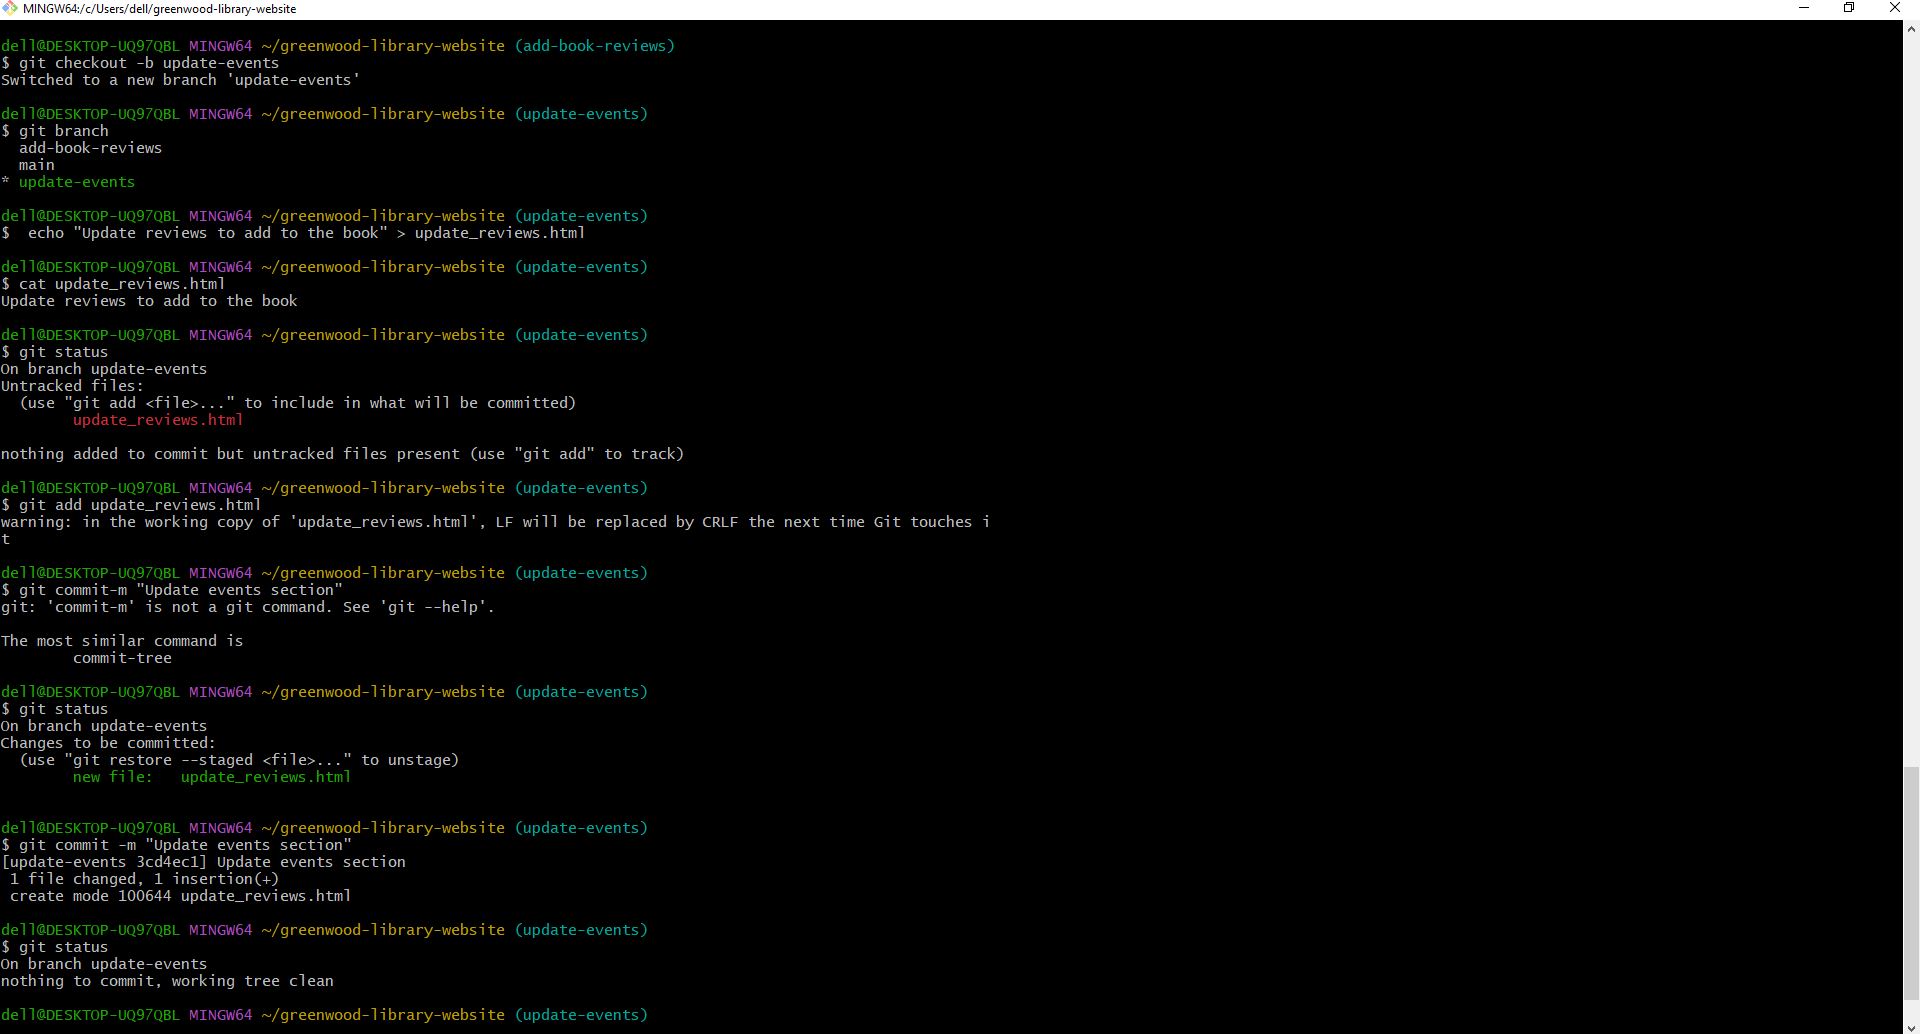 MINGW64:/c/Users/dell/greenwood-library-website
dell@DESKTOP-UQ97QBL MINGW64 ~/greenwood-library-website (add-book-reviews)
$ git checkout -b update-events
Switched to a new branch 'update-events'
dell@DESKTOP-UQ97QBL MINGW64 ~/greenwood-library-website (update-events)
$ git branch
  add-book-reviews
  main
* update-events
dell@DESKTOP-UQ97QBL MINGW64 ~/greenwood-library-website (update-events)
$  echo "Update reviews to add to the book" > update_reviews.html
dell@DESKTOP-UQ97QBL MINGW64 ~/greenwood-library-website (update-events)
$ cat update_reviews.html
Update reviews to add to the book
dell@DESKTOP-UQ97QBL MINGW64 ~/greenwood-library-website (update-events)
$ git status
On branch update-events
Untracked files:
  (use "git add <file>..." to include in what will be committed)
        update_reviews.html
nothing added to commit but untracked files present (use "git add" to track)
dell@DESKTOP-UQ97QBL MINGW64 ~/greenwood-library-website (update-events)
$ git add update_reviews.html
warning: in the working copy of 'update_reviews.html', LF will be replaced by CRLF the next time Git touches i
t
dell@DESKTOP-UQ97QBL MINGW64 ~/greenwood-library-website (update-events)
$ git commit-m "Update events section"
git: 'commit-m' is not a git command. See 'git --help'.
The most similar command is
        commit-tree
dell@DESKTOP-UQ97QBL MINGW64 ~/greenwood-library-website (update-events)
$ git status
On branch update-events
Changes to be committed:
  (use "git restore --staged <file>..." to unstage)
        new file:   update_reviews.html
dell@DESKTOP-UQ97QBL MINGW64 ~/greenwood-library-website (update-events)
$ git commit -m "Update events section"
[update-events 3cd4ec1] Update events section
 1 file changed, 1 insertion(+)
 create mode 100644 update_reviews.html
dell@DESKTOP-UQ97QBL MINGW64 ~/greenwood-library-website (update-events)
$ git status
On branch update-events
nothing to commit, working tree clean
dell@DESKTOP-UQ97QBL MINGW64 ~/greenwood-library-website (update-events)